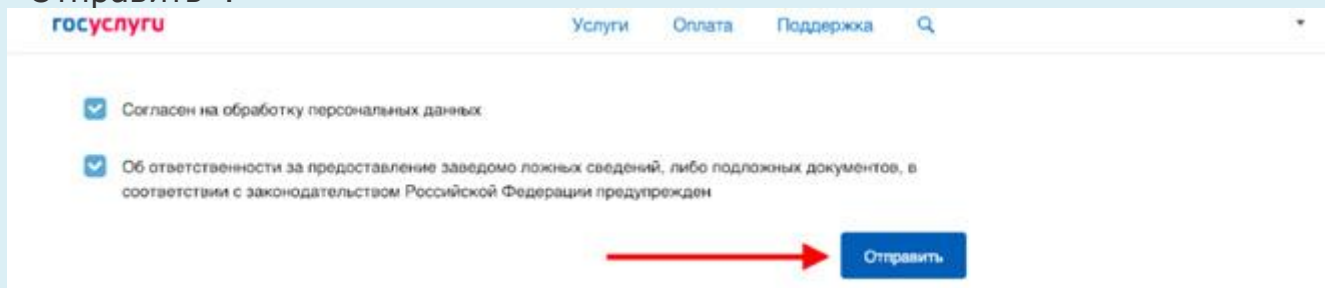 Отправить".
госуслуги Услуги Оплата Поддержка
Согласен на обработку персональных данных
Об ответственности за предоставление заведомо ложных сведений, либо подложных документов, в
соответствии с законодательством Российской Федерации предупрежден
Отправить